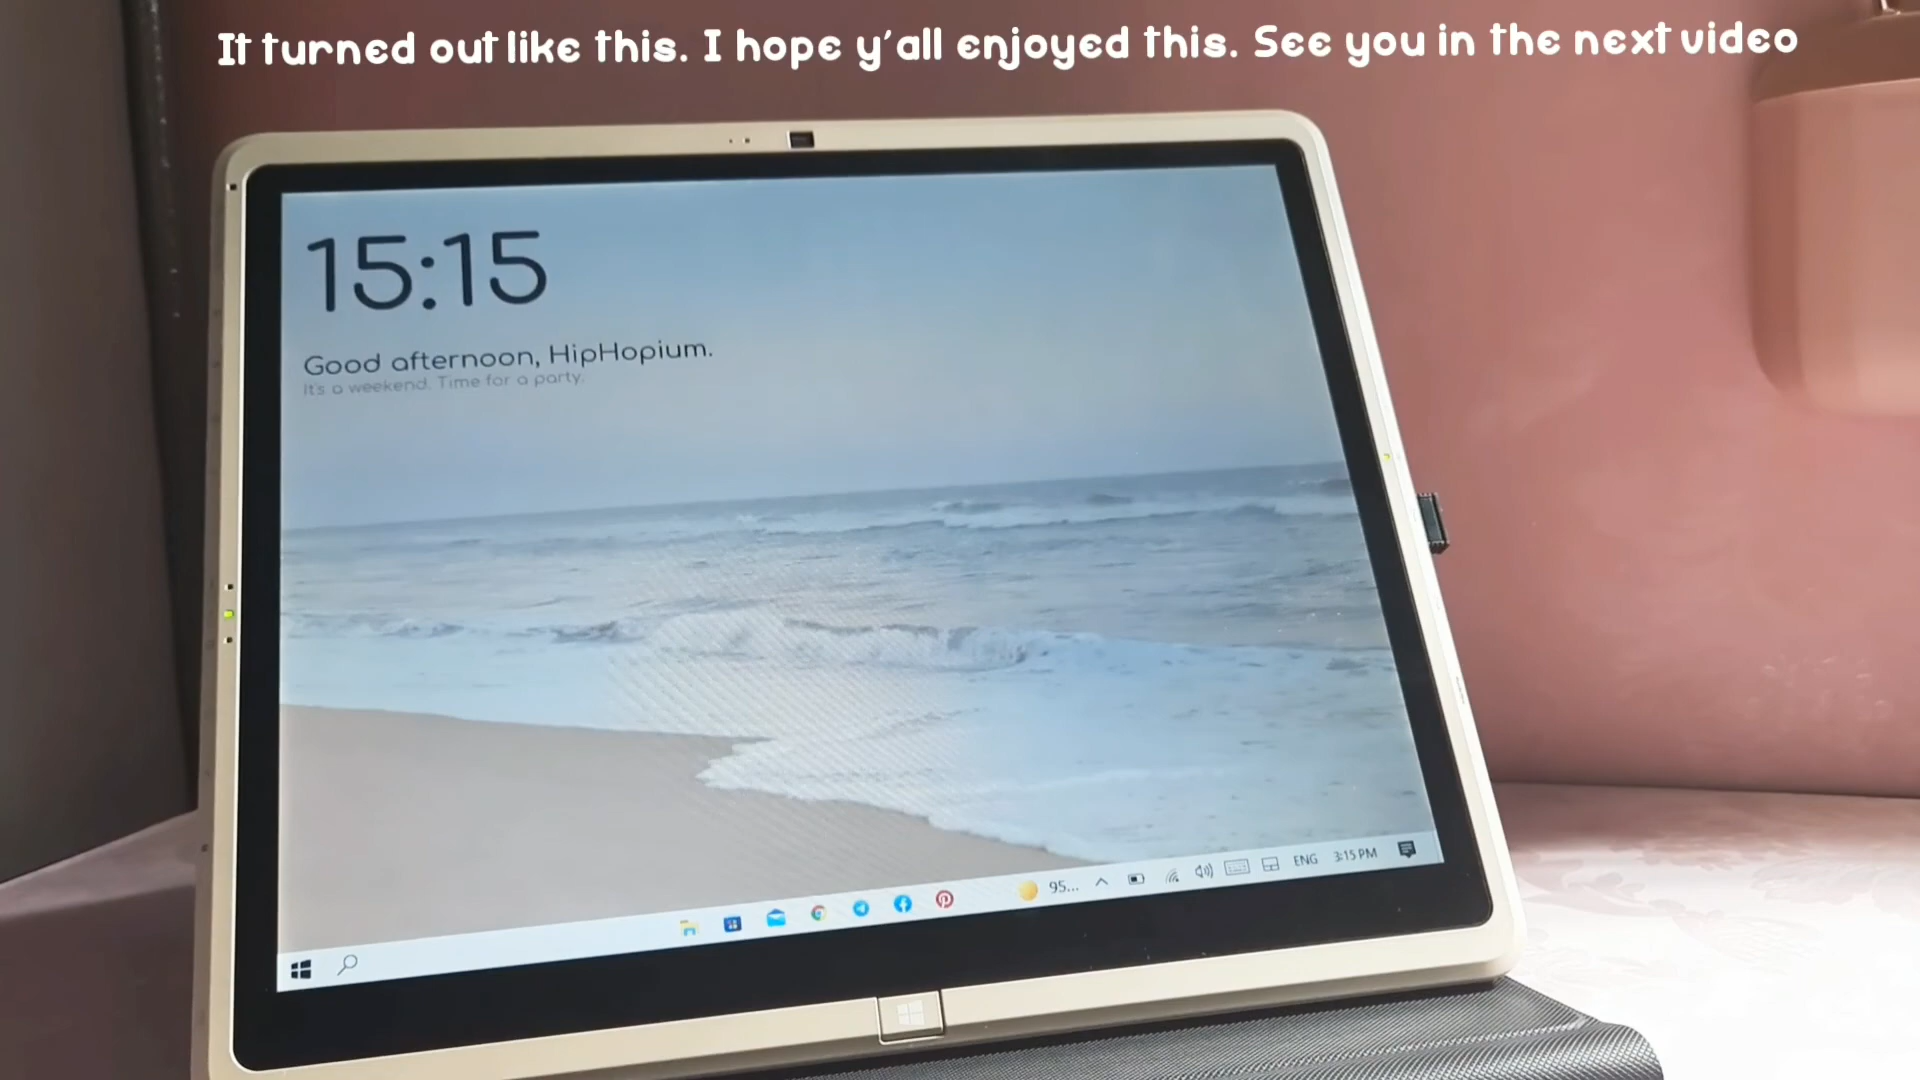 It turned out like this. I hope y'all enjoyed this. See you in the next video
15:15
Good afternoon, HipHopium.
It's a weekend. Time for a party.
95... ENG 3:15 PM